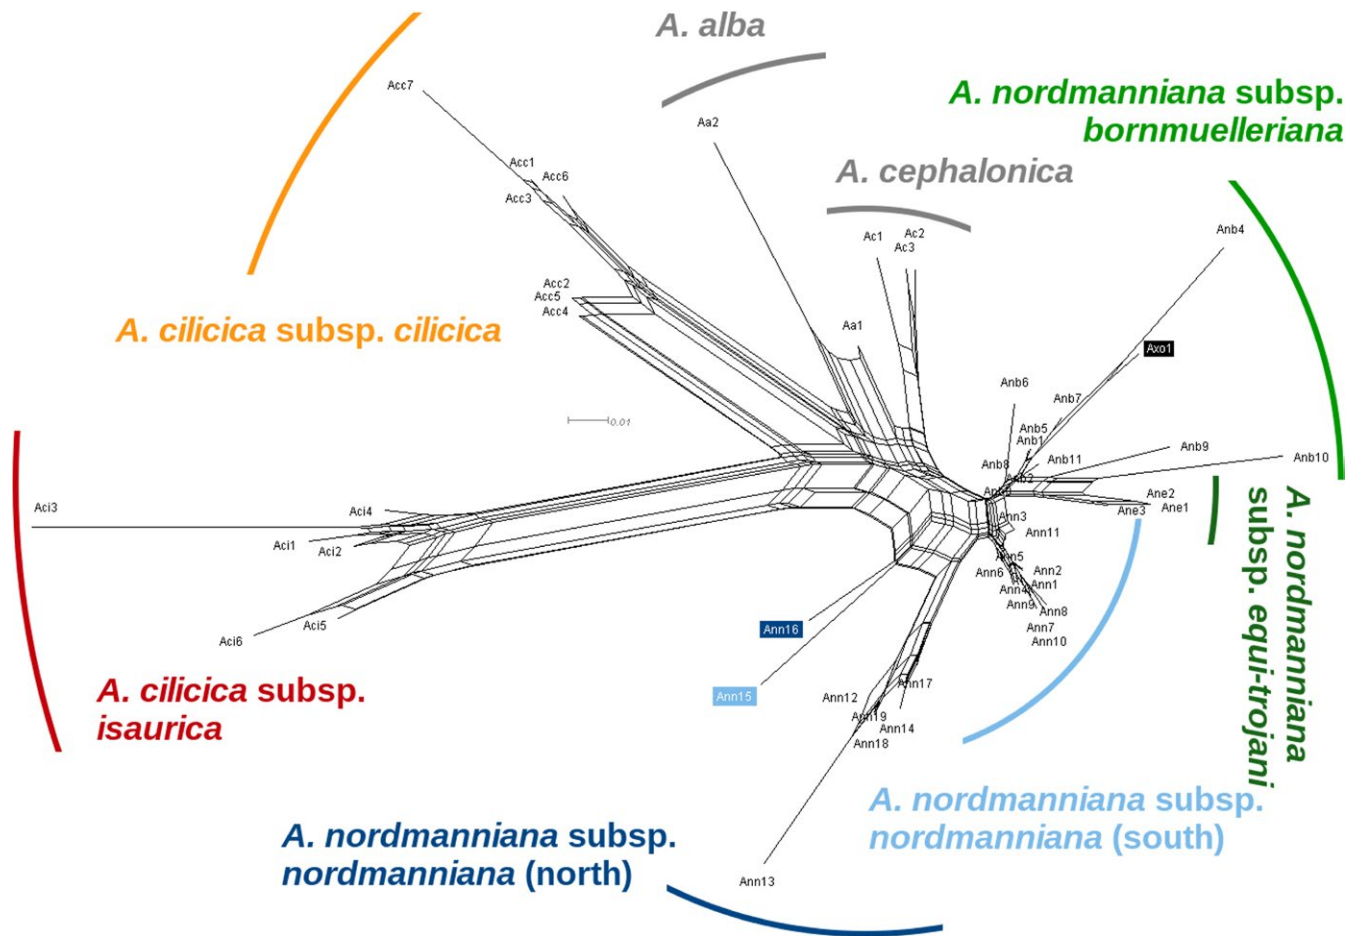 A. alba
Acc7
A. nordmanniana subsp.
bornmuelleriana
Aa2
Acc1
Acc6
Acc3
A. cephalonica
Ac1
Ac2
Ac3
Anb4
Acc2
Acc5
Acc4
A. cilicica subsp. cilicica
Aa1
Axo1
Anb6
Anb7
0.01
Anb5
Anb1
Anb9
Anb8
Anb11
Anb10
Anb2
Ane2
Ane1
Ane3
Aci3
Aci4
Aci1
Aci2
Ann3
Ann11
A. nordmanniana
subsp. equi-trojani
Ann5
Ann6
Ann2
Ann1
Ann4
Ann9
Ann8
Ann7
Ann10
Aci5
Aci6
Ann16
Ann15
Ann17
Ann12
Ann19
Ann14
Ann18
A. cilicica subsp.
isaurica
A. nordmanniana subsp.
nordmanniana (south)
A. nordmanniana subsp.
nordmanniana (north)
Ann13